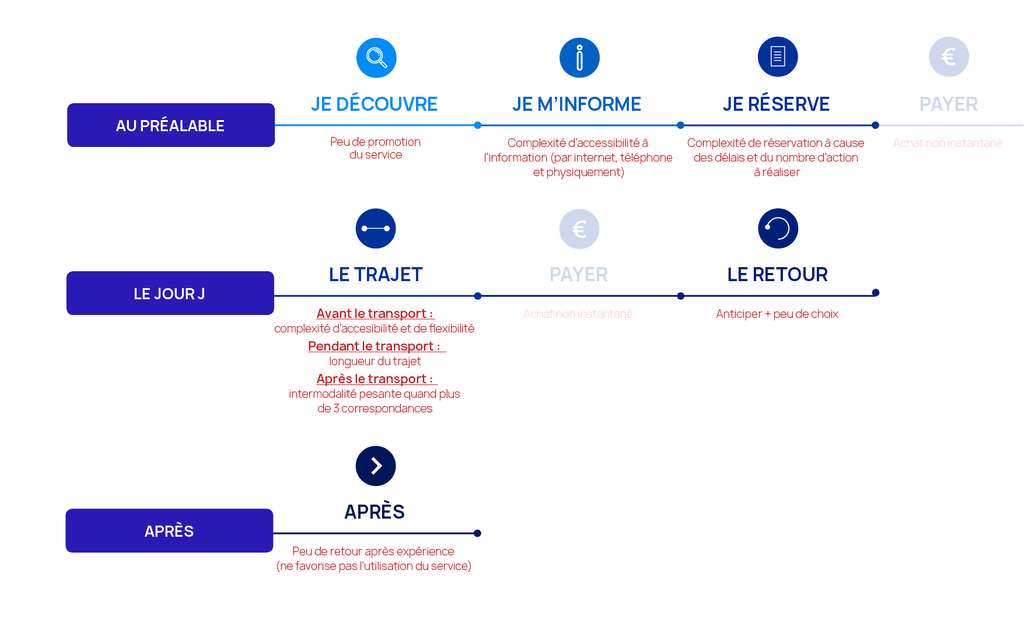 JE DÉCOUVRE
JE M'INFORME
JE RÉSERVE
€
PAYER
AU PRÉALABLE
Peu de promotion
du service
Complexité d'accessibilité à
l'information (par internet, téléphone
et physiquement)
Complexité de réservation à cause
des délais et du nombre d'action
à réaliser
Achat non instantané
€
LE TRAJET
PAYER
LE RETOUR
LE JOUR J
Avant le transport :
complexité d'accesibilité et de flexibilité
Pendant le transport :
longueur du trajet
Après le transport :
intermodalité pesante quand plus
de 3 correspondances
Achat non instantané
Anticiper + peu de choix
APRÈS
APRÈS
Peu de retour après expérience
(ne favorise pas l'utilisation du service)